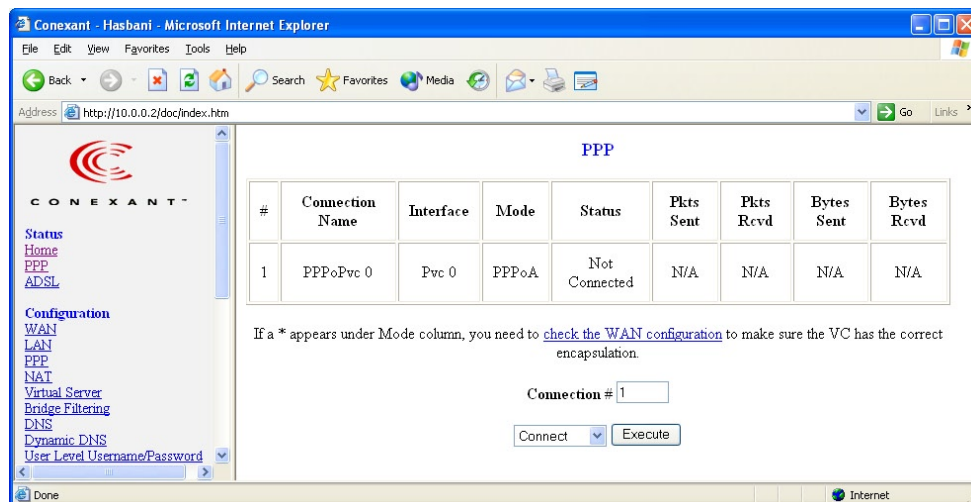 Conexant - Hasbani - Microsoft Internet Explorer
File Edit View Favorites Tools Help
Back Search Favorites Media
Address http://10.0.0.2/doc/index.htm Go Links »
CONEXANT™
Status
Home
PPP
ADSL
Configuration
WAN
LAN
PPP
NAT
Virtual Server
Bridge Filtering
DNS
Dynamic DNS
User Level Username/Password
PPP
# Connection Name Interface Mode Status Pkts Sent Pkts Rcvd Bytes Sent Bytes Rcvd
1 PPPoPvc 0 Pvc 0 PPPoA Not Connected N/A N/A N/A N/A
If a * appears under Mode column, you need to check the WAN configuration to make sure the VC has the correct
encapsulation.
Connection # 1
Connect Execute
Done Internet